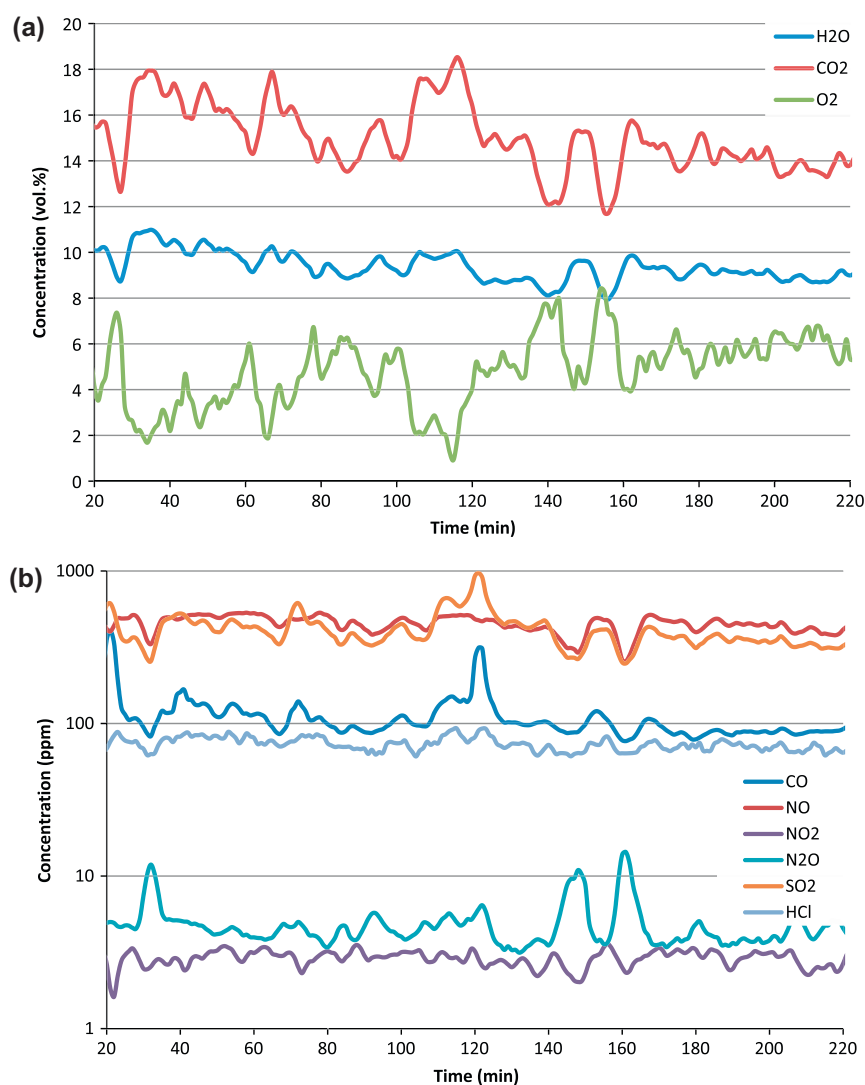 (a)
H2O
CO2
O2
Concentration (vol.%)
20
18
16
14
12
10
8
6
4
2
0
20 40 60 80 100 120 140 160 180 200 220
Time (min)
(b)
Concentration (ppm)
1000
100
10
1
CO
NO
NO2
N2O
SO2
HCl
20 40 60 80 100 120 140 160 180 200 220
Time (min)